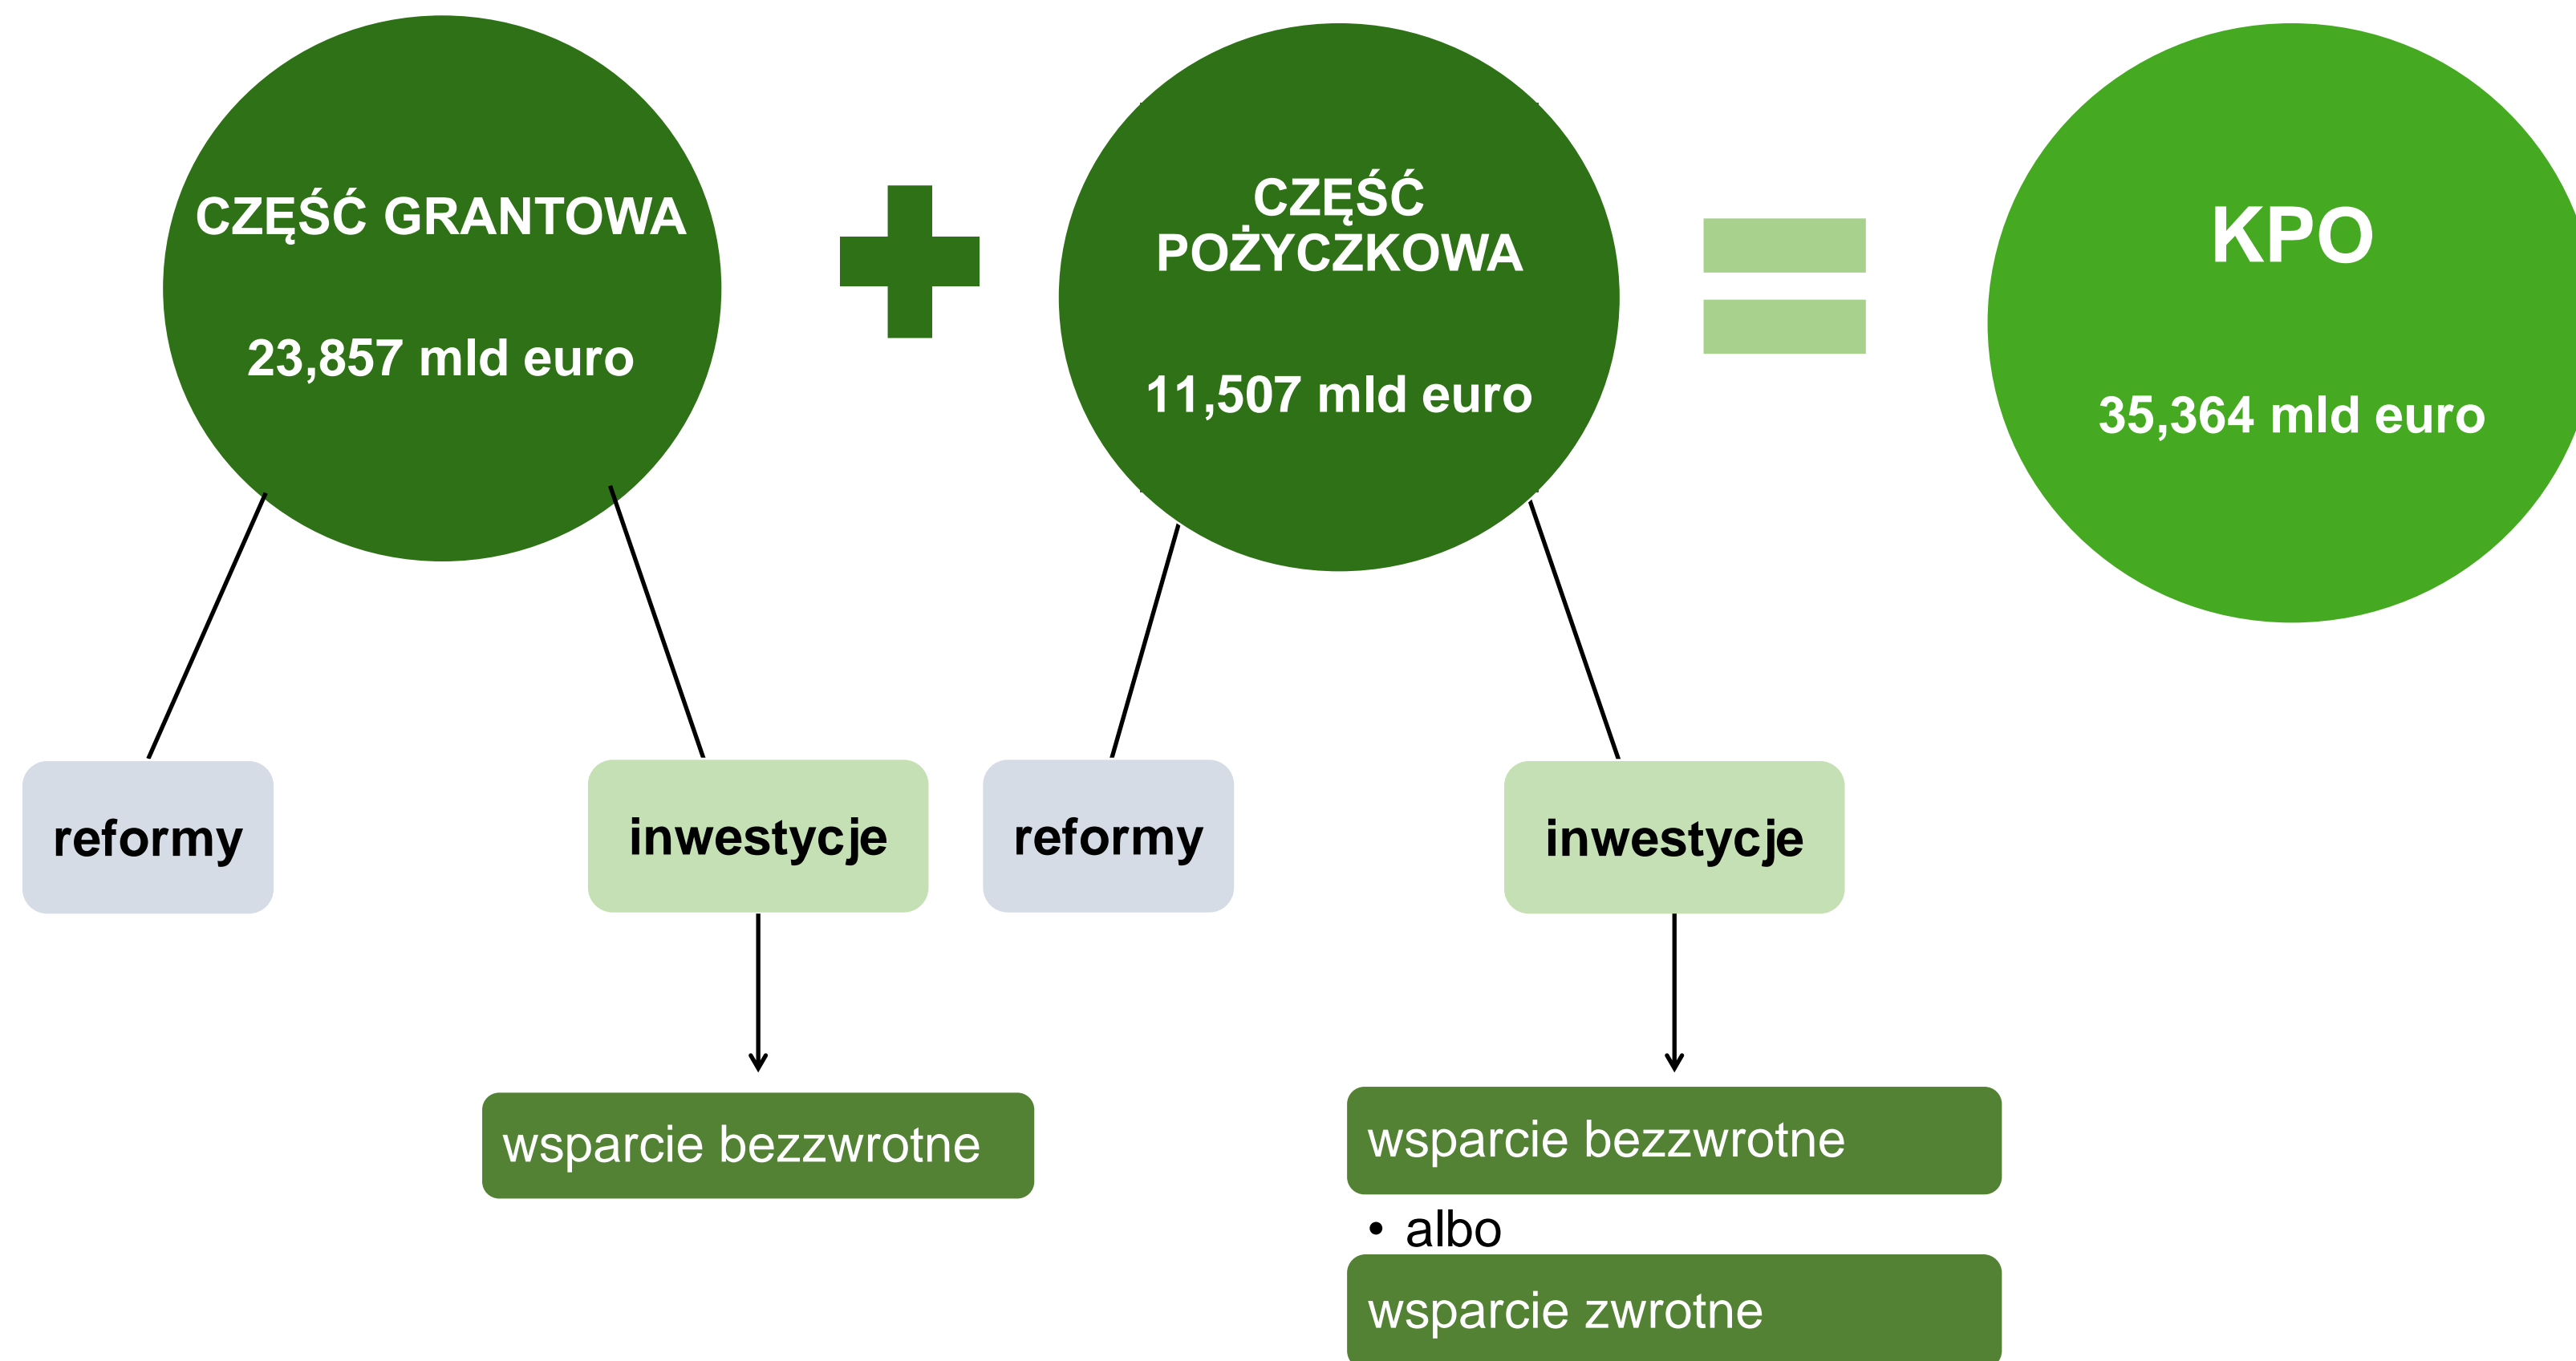 CZĘŚĆ GRANTOWA
23,857 mld euro
CZĘŚĆ
POŻYCZKOWA
11,507 mld euro
KPO
35,364 mld euro
reformy
inwestycje
reformy
inwestycje
wsparcie bezzwrotne
wsparcie bezzwrotne
• albo
wsparcie zwrotne